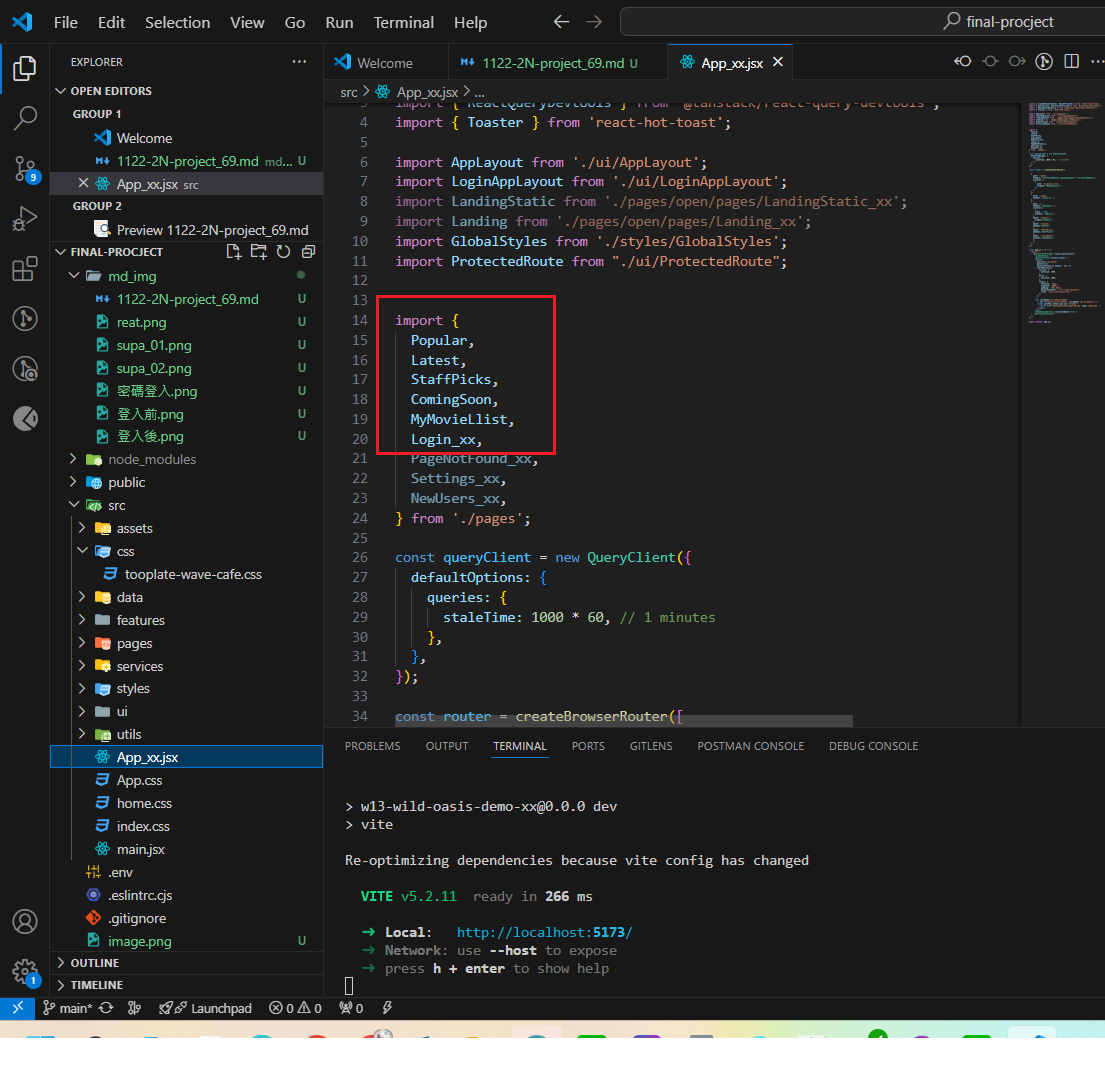 File Edit Selection View Go Run Terminal Help
final-procject
EXPLORER
OPEN EDITORS
GROUP 1
Welcome
1122-2N-project_69.md md... U
App_xx.jsx src
GROUP 2
Preview 1122-2N-project_69.md
FINAL-PROCJECT
md_img
1122-2N-project_69.md U
reat.png U
supa_01.png U
supa_02.png U
密碼登入.png U
登入前.png U
登入後.png U
node_modules
public
src
assets
css
tooplate-wave-cafe.css
data
features
pages
services
styles
ui
utils
App_xx.jsx
App.css
home.css
index.css
main.jsx
.env
.eslintrc.cjs
.gitignore
image.png U
OUTLINE
TIMELINE
9
1
Welcome
1122-2N-project_69.md U
App_xx.jsx
src > App_xx.jsx > ...
3 import { ReactQueryDevtools } from '@tanstack/react-query-devtools';
4 import { Toaster } from 'react-hot-toast';
5
6 import AppLayout from './ui/AppLayout';
7 import LoginAppLayout from './ui/LoginAppLayout';
8 import LandingStatic from './pages/open/pages/LandingStatic_xx';
9 import Landing from './pages/open/pages/Landing_xx';
10 import GlobalStyles from './styles/GlobalStyles';
11 import ProtectedRoute from "./ui/ProtectedRoute";
12
13
14 import {
15 Popular,
16 Latest,
17 StaffPicks,
18 ComingSoon,
19 MyMovieLlist,
20 Login_xx,
21 PageNotFound_xx,
22 Settings_xx,
23 NewUsers_xx,
24 } from './pages';
25
26 const queryClient = new QueryClient({
27 defaultOptions: {
28 queries: {
29 staleTime: 1000 * 60, // 1 minutes
30 },
31 },
32 });
33
34 const router = createBrowserRouter([
PROBLEMS OUTPUT TERMINAL PORTS GITLENS POSTMAN CONSOLE DEBUG CONSOLE
> w13-wild-oasis-demo-xx@0.0.0 dev
> vite
Re-optimizing dependencies because vite config has changed
VITE v5.2.11 ready in 266 ms
➜ Local: http://localhost:5173/
➜ Network: use --host to expose
➜ press h + enter to show help
main* Launchpad 0 0 0